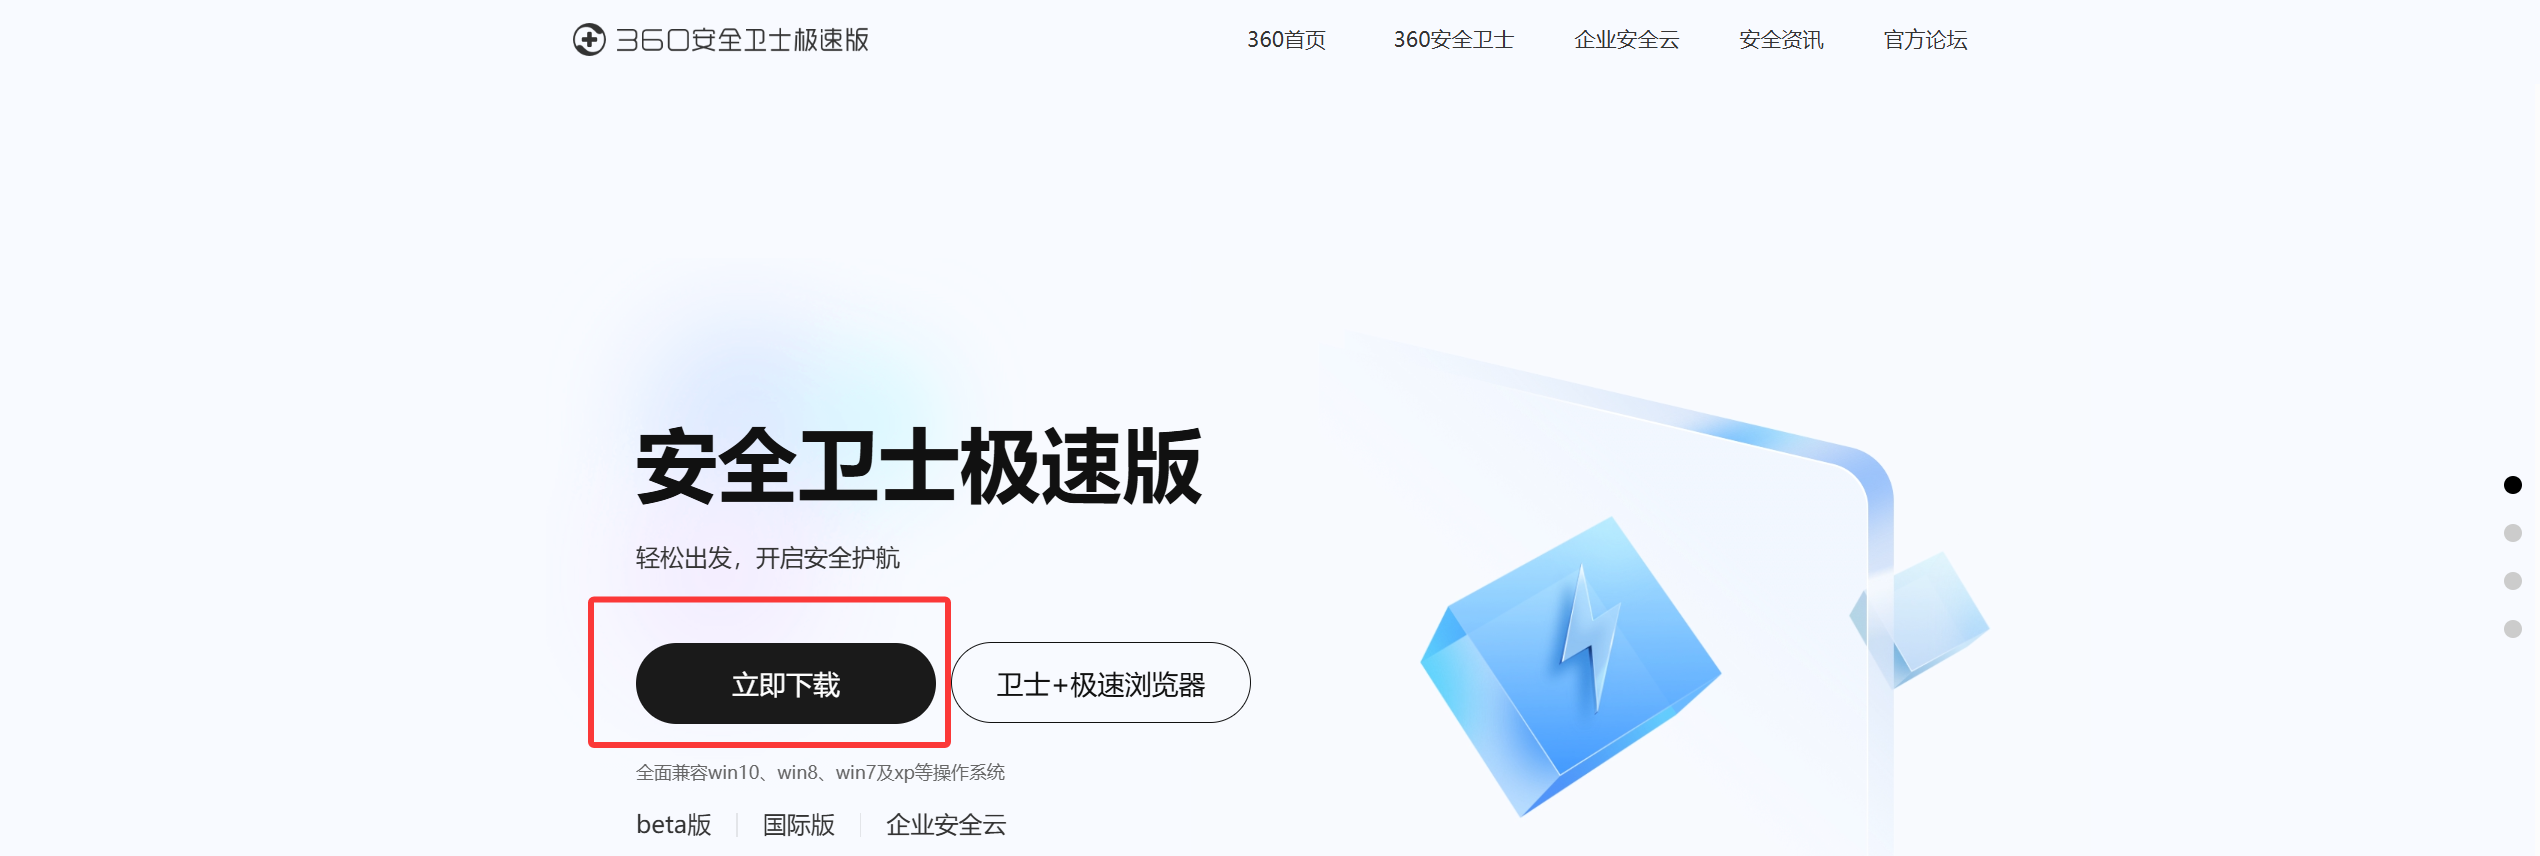 360安全卫士极速版
360首页 360安全卫士 企业安全云 安全资讯 官方论坛
安全卫士极速版
轻松出发，开启安全护航
立即下载 卫士+极速浏览器
全面兼容win10、win8、win7及xp等操作系统
beta版 国际版 企业安全云